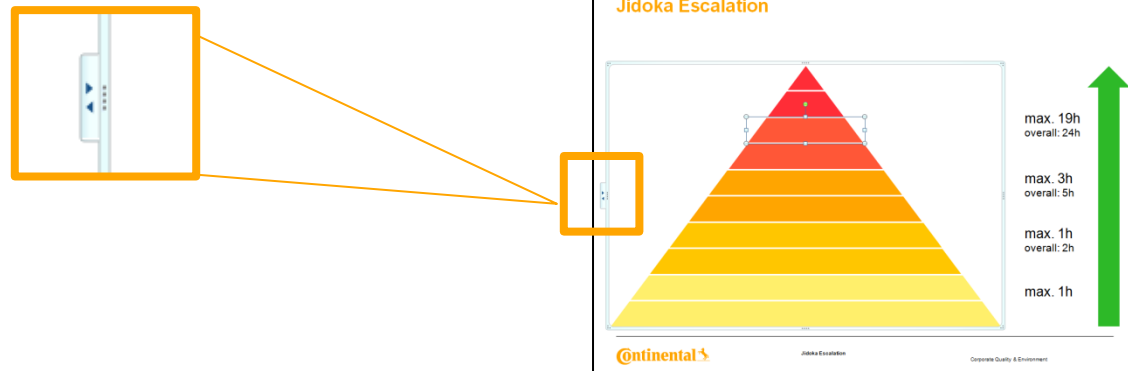 Jidoka Escalation
max. 19h
overall: 24h
max. 3h
overall: 5h
max. 1h
overall: 2h
max. 1h
Continental
Jidoka Escalation
Corporate Quality & Environment